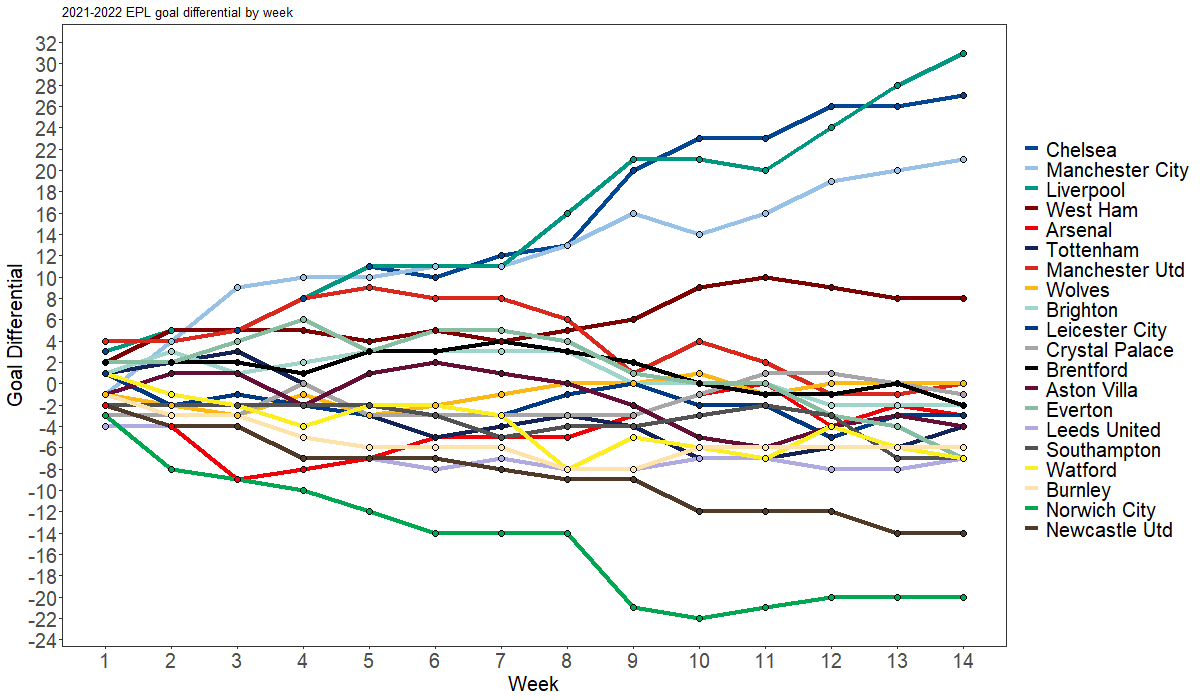 2021-2022 EPL goal differential by week
32
30
28
26
24
22
20
18
16
14
12
10
8
6
4
2
0
-2
-4
-6
-8
-10
-12
-14
-16
-18
-20
-22
-24
Goal Differential
1 2 3 4 5 6 7 8 9 10 11 12 13 14
Week
Chelsea
Manchester City
Liverpool
West Ham
Arsenal
Tottenham
Manchester Utd
Wolves
Brighton
Leicester City
Crystal Palace
Brentford
Aston Villa
Everton
Leeds United
Southampton
Watford
Burnley
Norwich City
Newcastle Utd